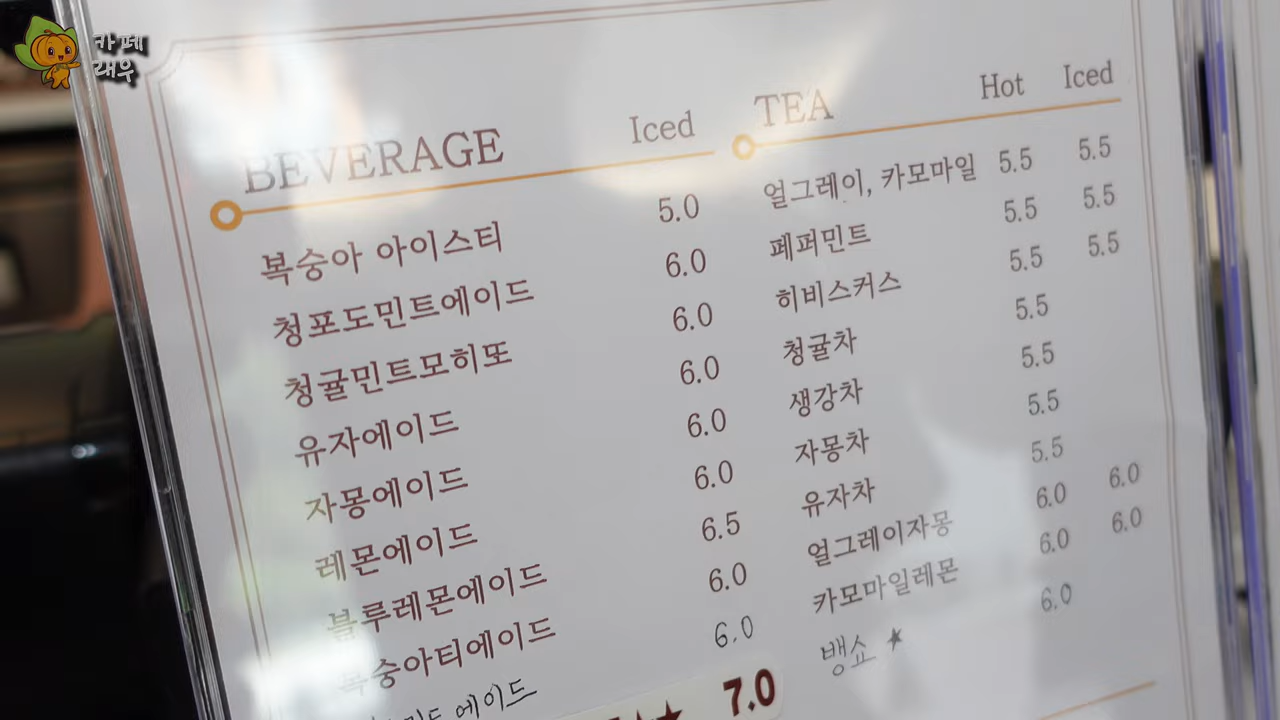 카페
래우
BEVERAGE Iced
복숭아 아이스티 5.0
청포도민트에이드 6.0
청귤민트모히또 6.0
유자에이드 6.0
자몽에이드 6.0
레몬에이드 6.0
블루레몬에이드 6.5
복숭아티에이드 6.0
에이드 6.0
★★ 7.0
TEA Hot Iced
얼그레이, 카모마일 5.5 5.5
페퍼민트 5.5 5.5
히비스커스 5.5 5.5
청귤차 5.5
생강차 5.5
자몽차 5.5
유자차 5.5
얼그레이자몽 6.0 6.0
카모마일레몬 6.0 6.0
뱅쇼 ★ 6.0